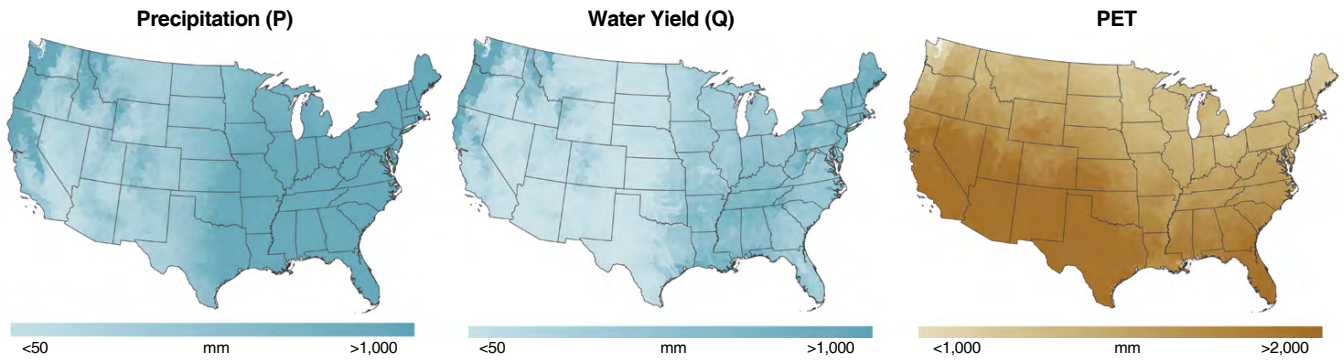 Precipitation (P)
Water Yield (Q)
PET
<50 mm >1,000
<50 mm >1,000
<1,000 mm >2,000